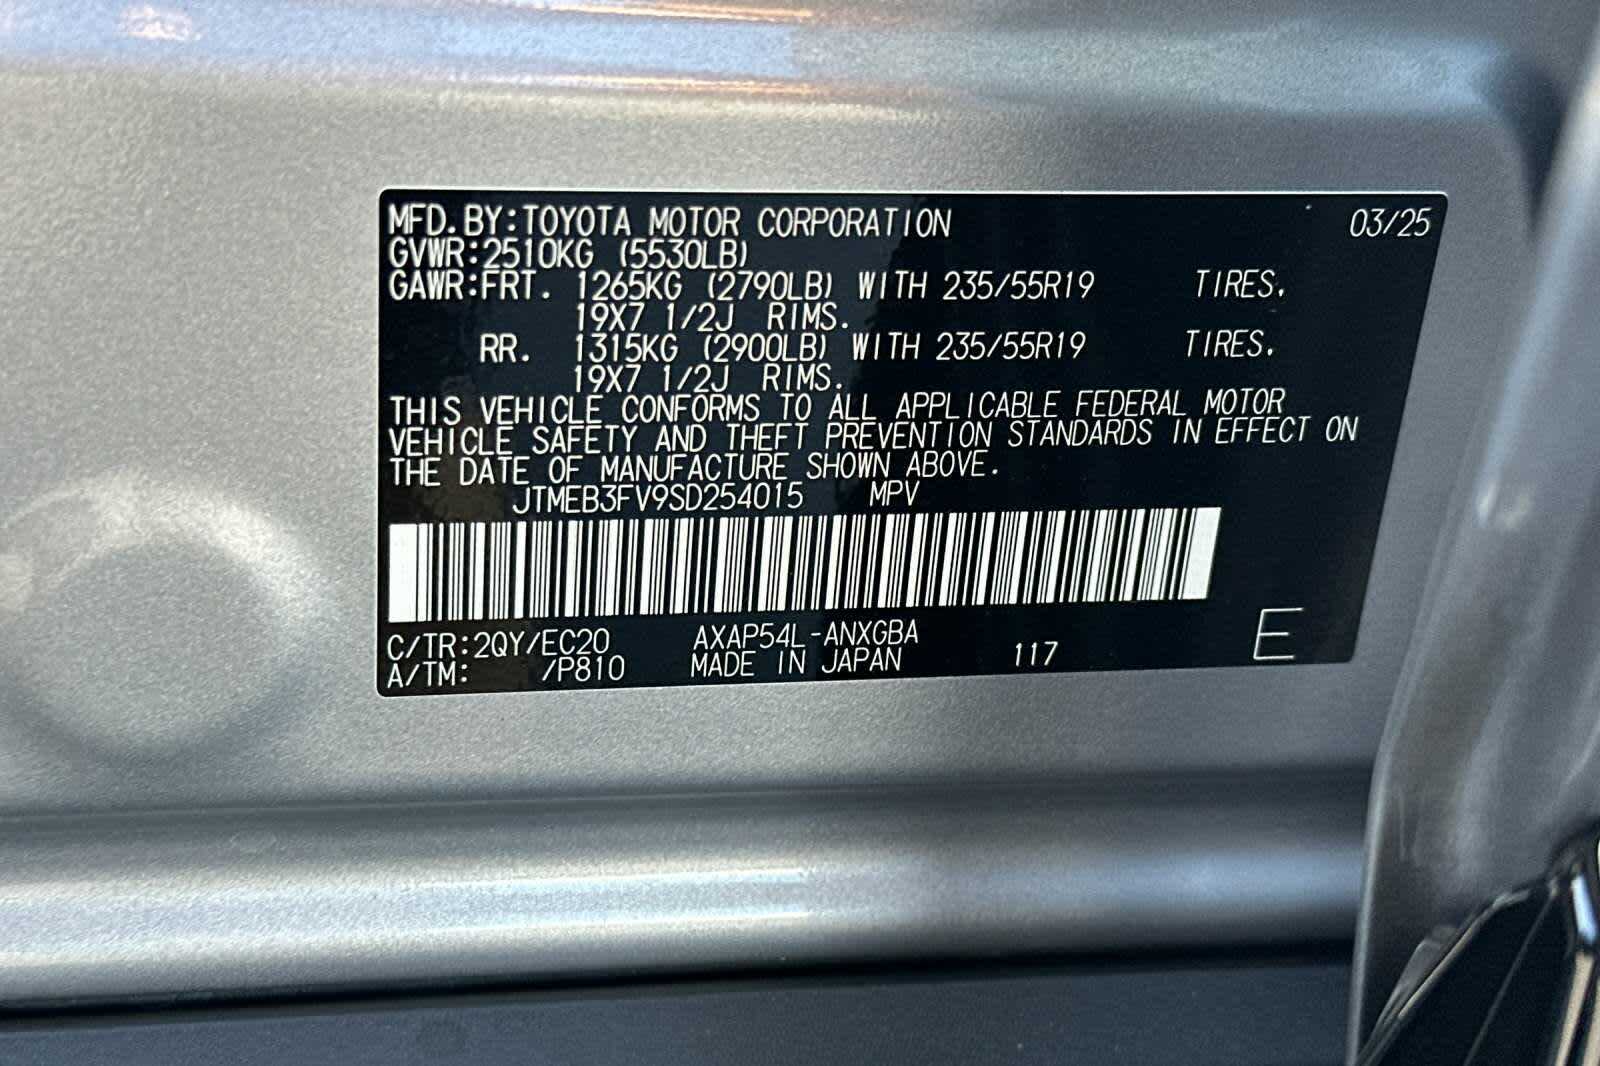 MFD.BY:TOYOTA MOTOR CORPORATION 03/25
GVWR:2510KG (5530LB)
GAWR:FRT. 1265KG (2790LB) WITH 235/55R19 TIRES.
19X7 1/2J RIMS.
RR. 1315KG (2900LB) WITH 235/55R19 TIRES.
19X7 1/2J RIMS.
THIS VEHICLE CONFORMS TO ALL APPLICABLE FEDERAL MOTOR
VEHICLE SAFETY AND THEFT PREVENTION STANDARDS IN EFFECT ON
THE DATE OF MANUFACTURE SHOWN ABOVE.
JTMEB3FV9SD254015 MPV
C/TR:2QY/EC20 AXAP54L-ANXGBA
A/TM: /P810 MADE IN JAPAN 117 E